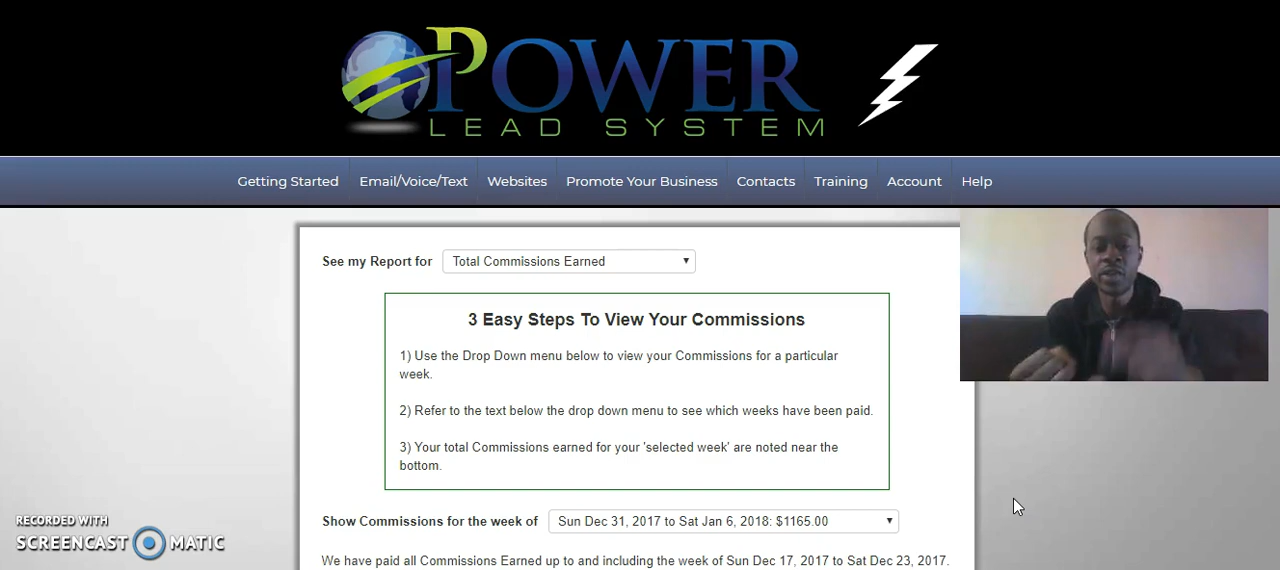 POWER
LEAD SYSTEM
Getting Started Email/Voice/Text Websites Promote Your Business Contacts Training Account Help
See my Report for Total Commissions Earned
3 Easy Steps To View Your Commissions
1) Use the Drop Down menu below to view your Commissions for a particular
week.
2) Refer to the text below the drop down menu to see which weeks have been paid.
3) Your total Commissions earned for your 'selected week' are noted near the
bottom.
Show Commissions for the week of Sun Dec 31, 2017 to Sat Jan 6, 2018: $1165.00
We have paid all Commissions Earned up to and including the week of Sun Dec 17, 2017 to Sat Dec 23, 2017.
RECORDED WITH
SCREENCAST MATIC